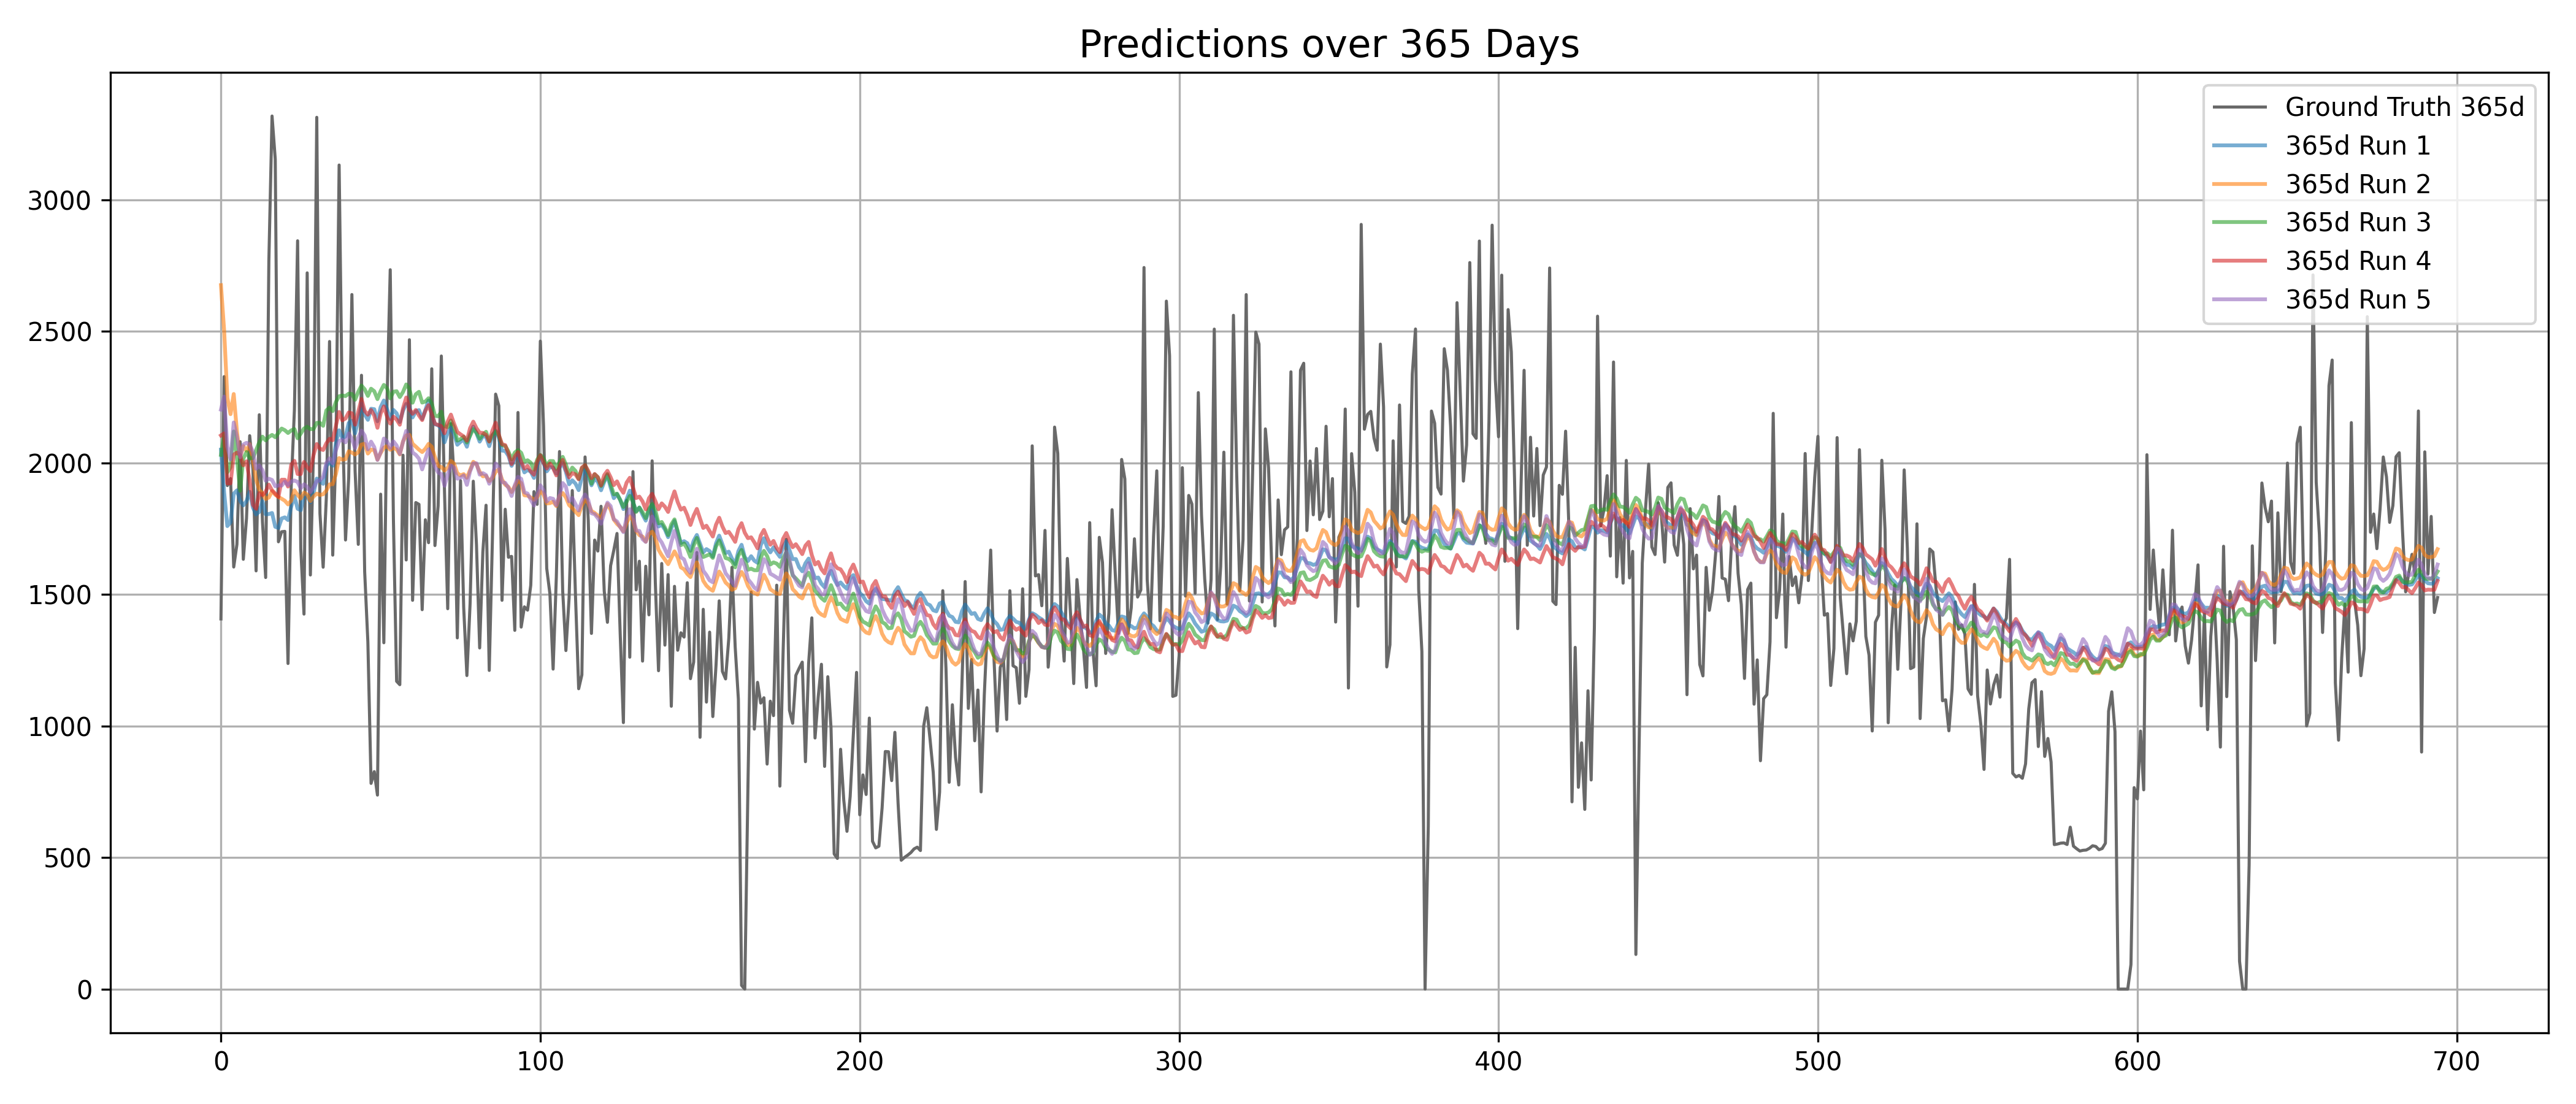 Predictions over 365 Days
Ground Truth 365d
365d Run 1
365d Run 2
365d Run 3
365d Run 4
365d Run 5
3000
2500
2000
1500
1000
500
0
0 100 200 300 400 500 600 700